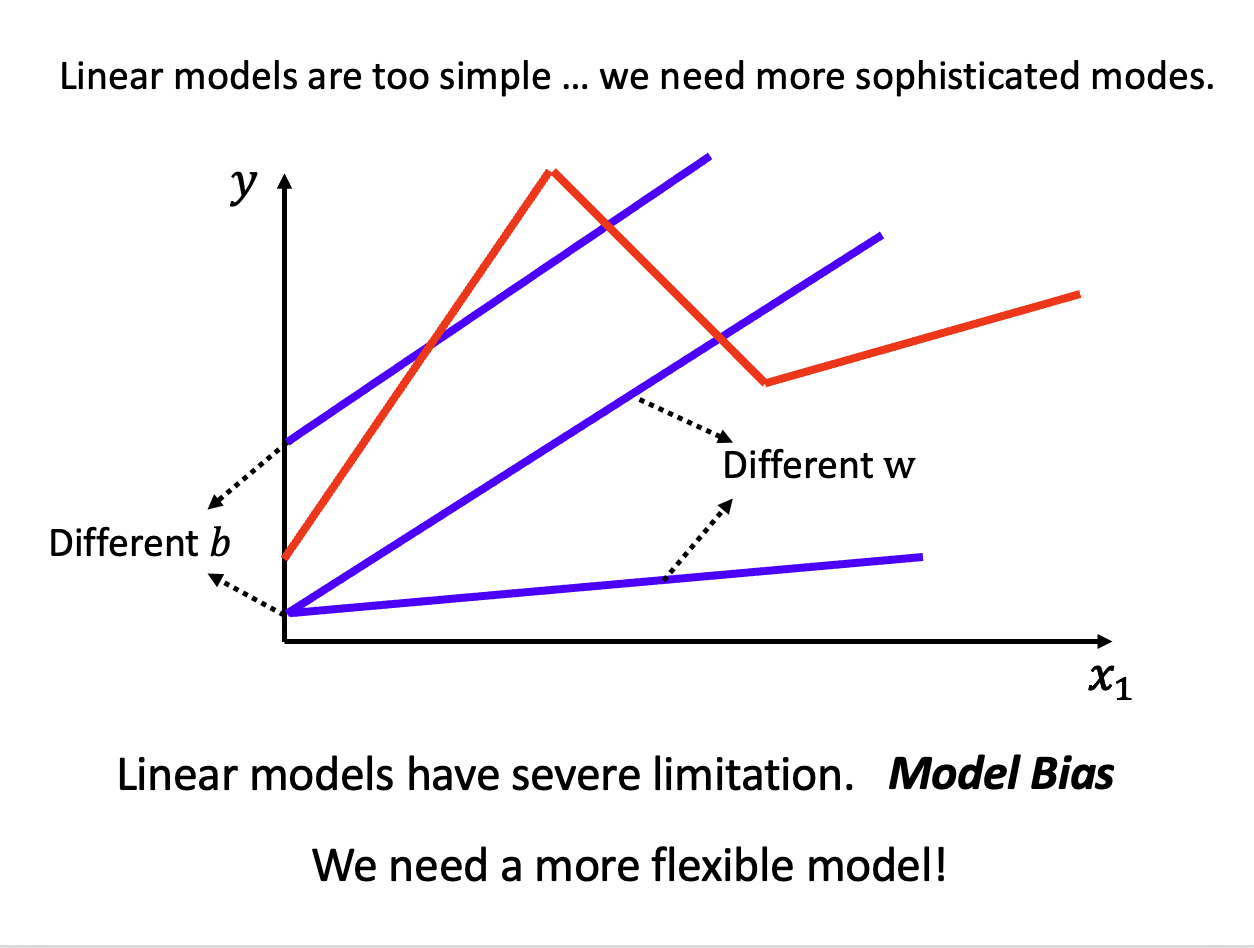 Linear models are too simple … we need more sophisticated modes.
y
Different w
Different b
x₁
Linear models have severe limitation. Model Bias
We need a more flexible model!